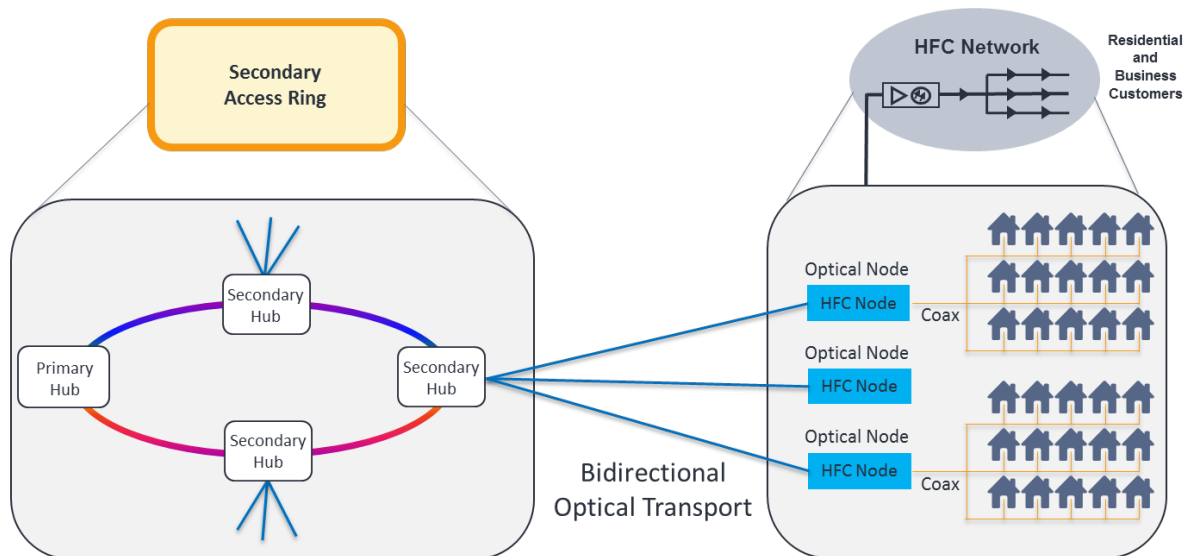 Secondary
Access Ring
HFC Network
Residential
and
Business
Customers
Secondary
Hub
Primary
Hub
Secondary
Hub
Secondary
Hub
Bidirectional
Optical Transport
Optical Node
HFC Node
Coax
Optical Node
HFC Node
Optical Node
HFC Node
Coax